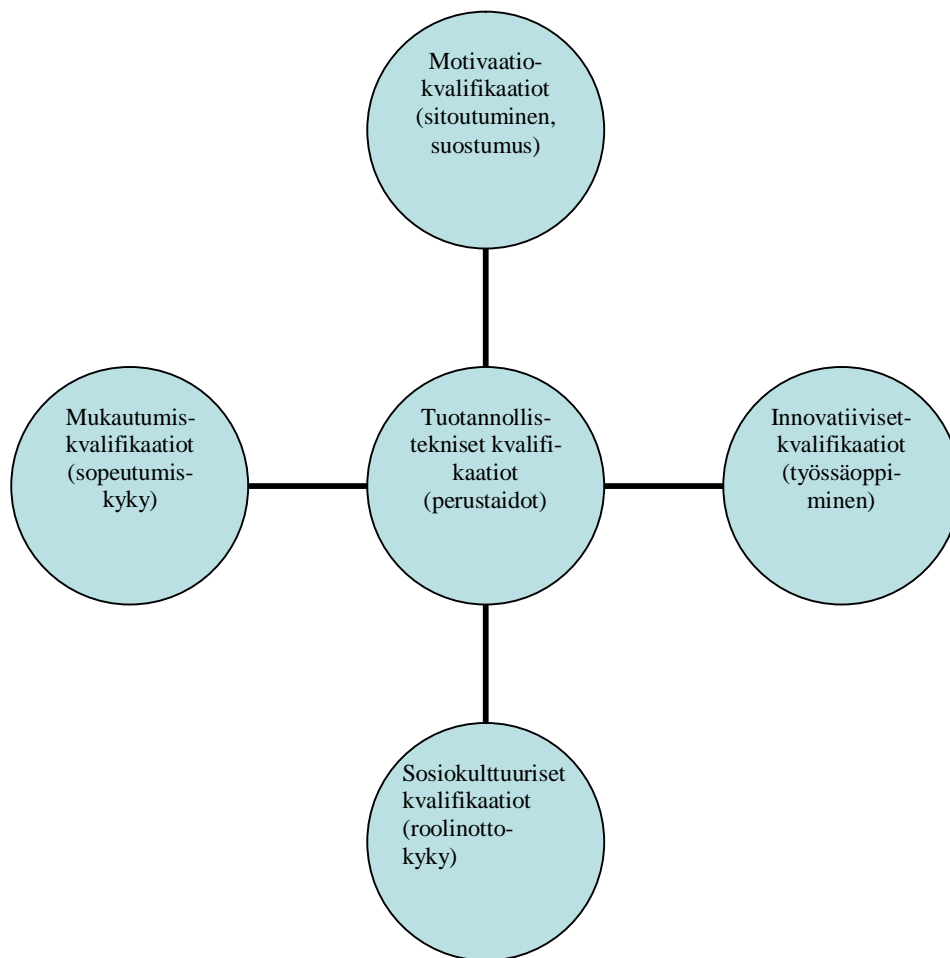 Motivaatio-
kvalifikaatiot
(sitoutuminen,
suostumus)
Mukautumis-
kvalifikaatiot
(sopeutumis-
kyky)
Tuotannollis-
tekniset kvalifi-
kaatiot
(perustaidot)
Innovatiiviset-
kvalifikaatiot
(työssäoppi-
minen)
Sosiokulttuuriset
kvalifikaatiot
(roolinotto-
kyky)